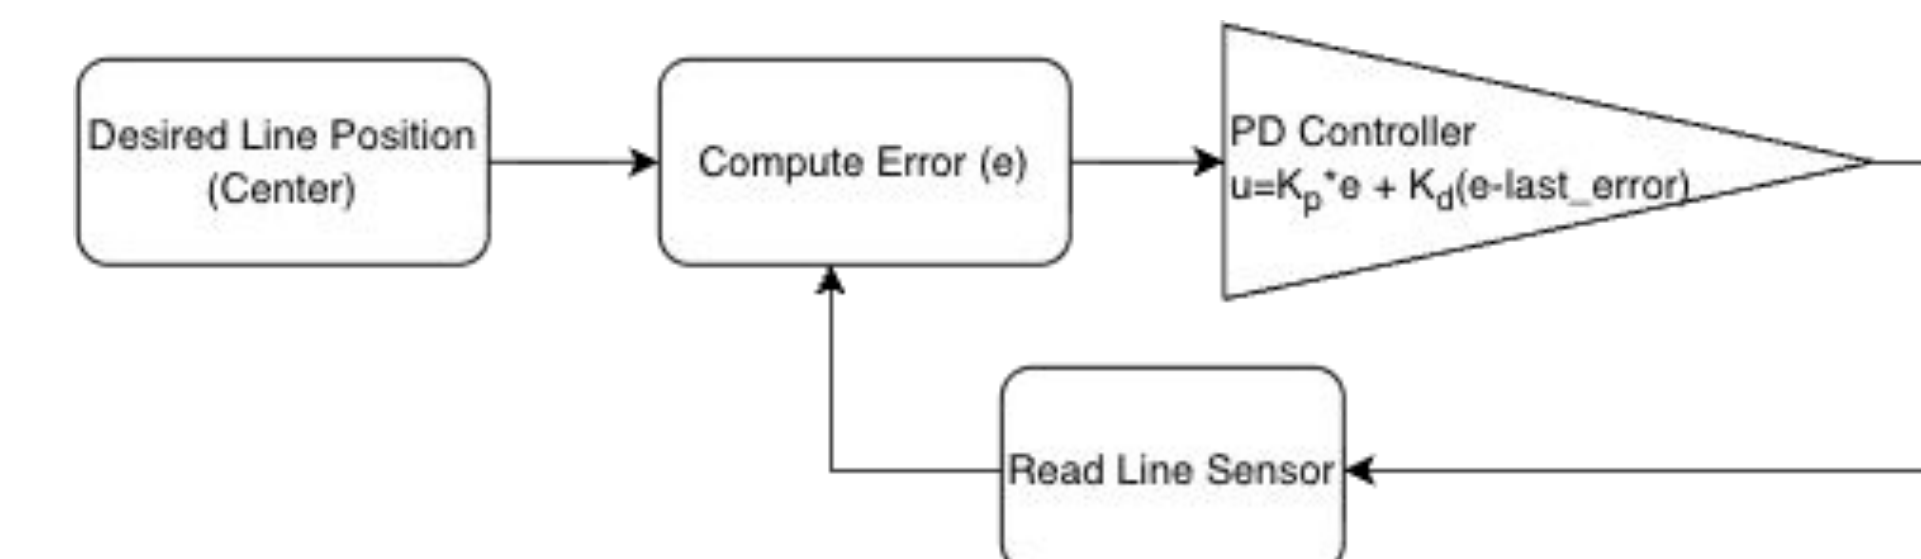 Desired Line Position
(Center)
Compute Error (e)
PD Controller
u=Kp*e + Kd(e-last_error)
Read Line Sensor